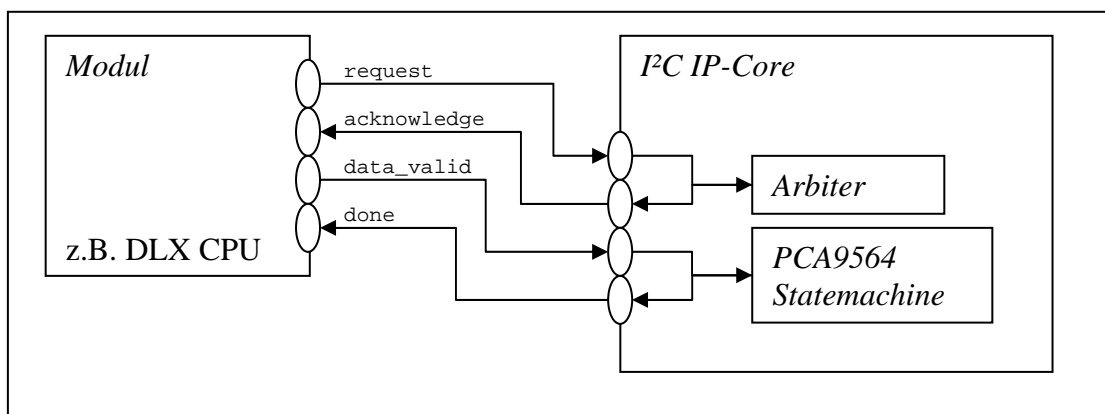 Modul
request
acknowledge
data_valid
done
z.B. DLX CPU
I²C IP-Core
Arbiter
PCA9564
Statemachine